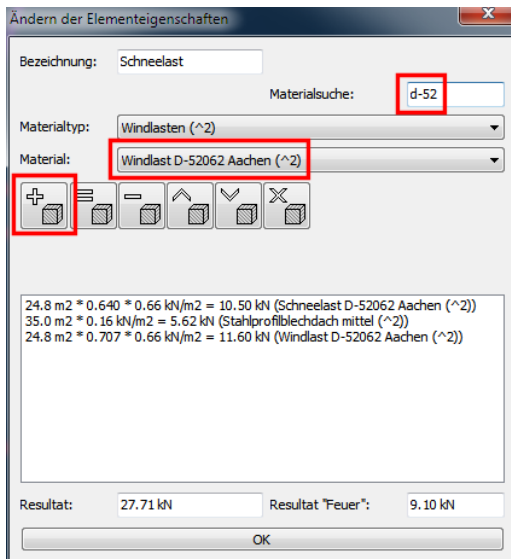 Ändern der Elementeigenschaften
Bezeichnung: Schneelast
Materialsuche: d-52
Materialtyp: Windlasten (^2)
Material: Windlast D-52062 Aachen (^2)
24.8 m2 * 0.640 * 0.66 kN/m2 = 10.50 kN (Schneelast D-52062 Aachen (^2))
35.0 m2 * 0.16 kN/m2 = 5.62 kN (Stahlprofilblechdach mittel (^2))
24.8 m2 * 0.707 * 0.66 kN/m2 = 11.60 kN (Windlast D-52062 Aachen (^2))
Resultat: 27.71 kN Resultat "Feuer": 9.10 kN
OK